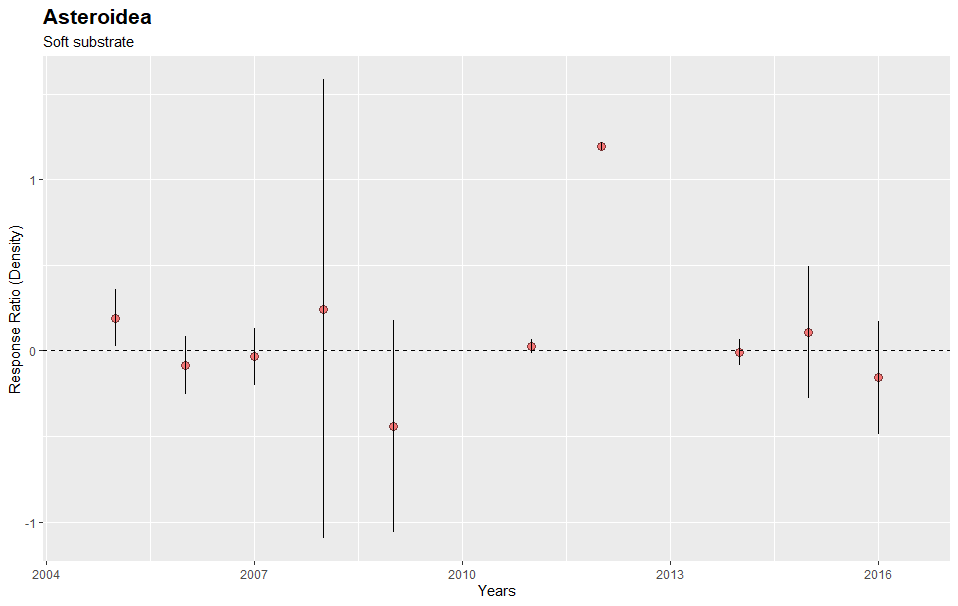 Asteroidea
Soft substrate
Response Ratio (Density)
1
0
-1
2004 2007 2010 2013 2016
Years